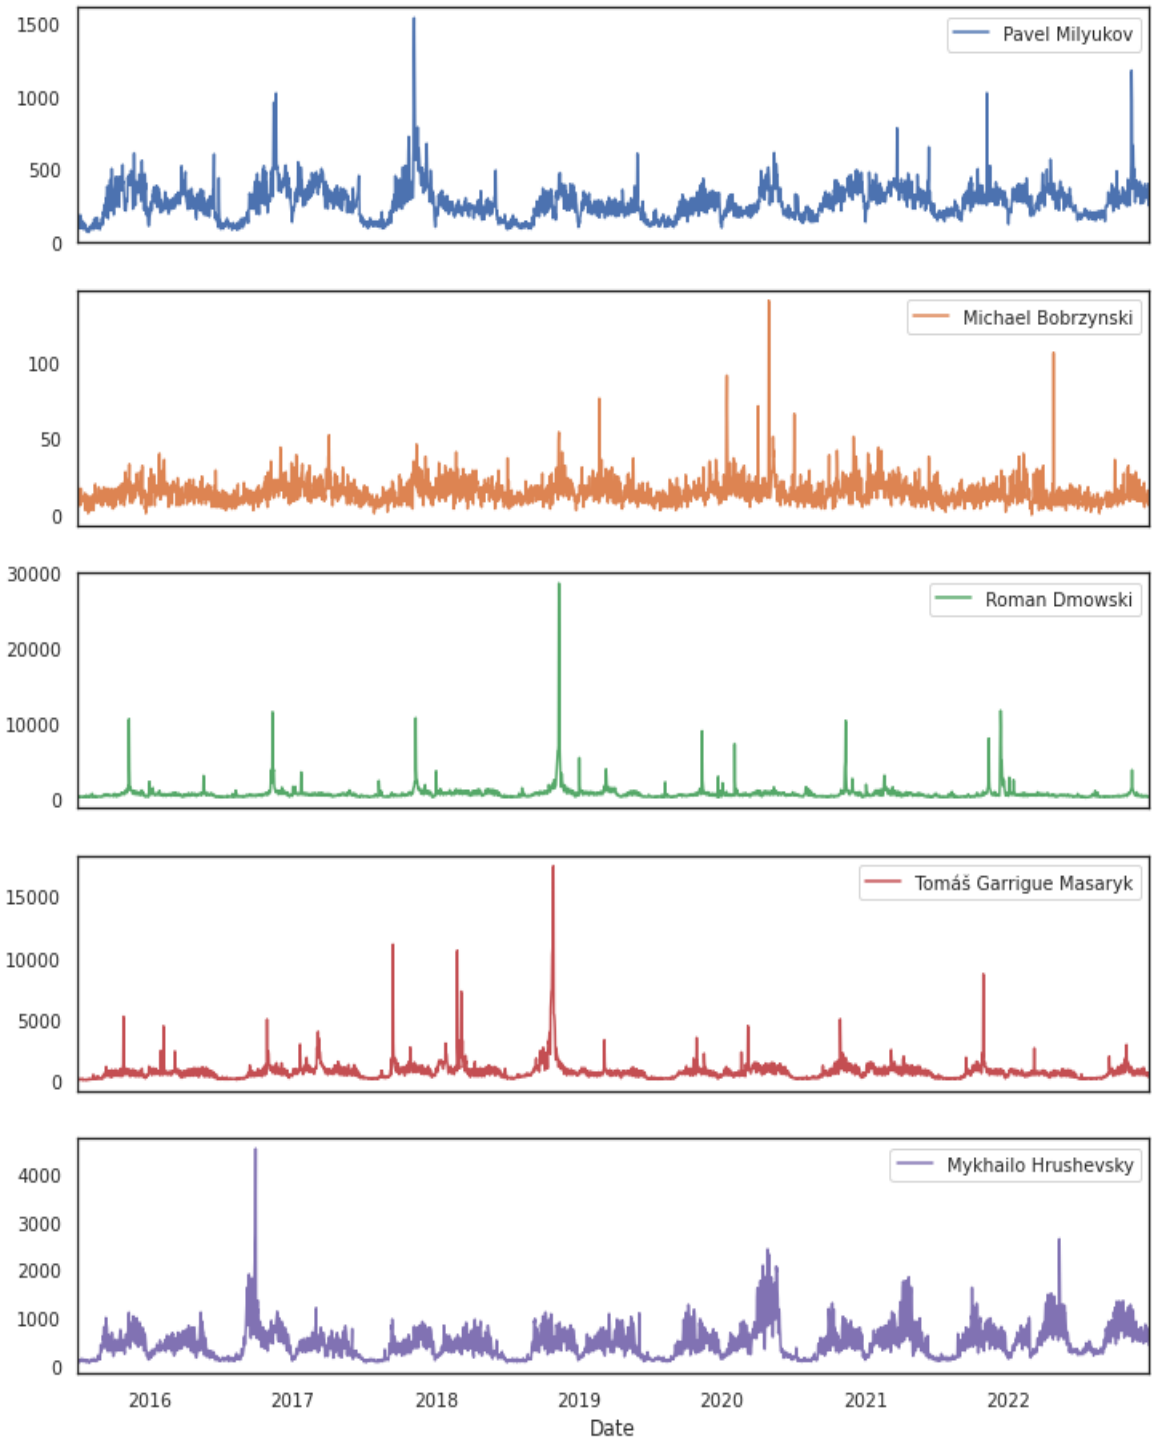 1500
Pavel Milyukov
1000
500
0
Michael Bobrzynski
100
50
0
30000
Roman Dmowski
20000
10000
0
Tomáš Garrigue Masaryk
15000
10000
5000
0
Mykhailo Hrushevsky
4000
3000
2000
1000
0
2016 2017 2018 2019 2020 2021 2022
Date